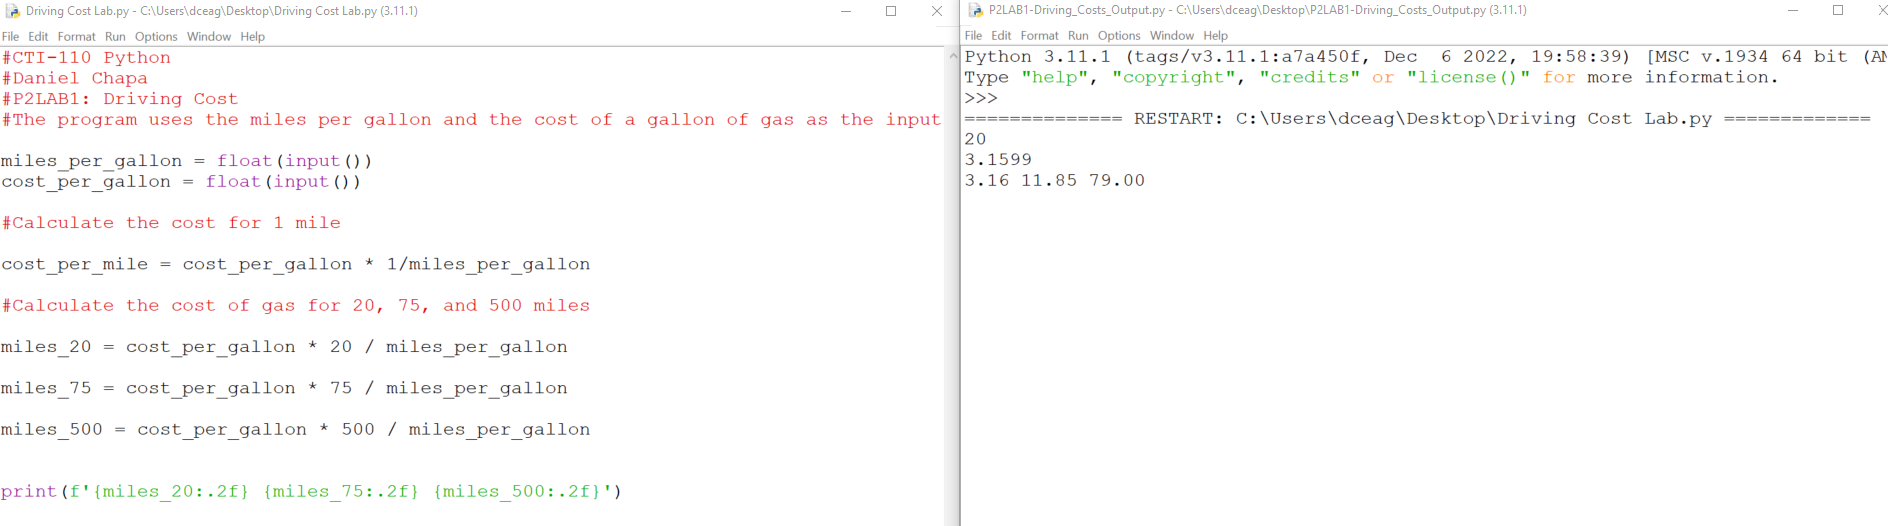 Driving Cost Lab.py - C:\Users\dceag\Desktop\Driving Cost Lab.py (3.11.1)
File Edit Format Run Options Window Help
#CTI-110 Python
#Daniel Chapa
#P2LAB1: Driving Cost
#The program uses the miles per gallon and the cost of a gallon of gas as the input
miles_per_gallon = float(input())
cost_per_gallon = float(input())
#Calculate the cost for 1 mile
cost_per_mile = cost_per_gallon * 1/miles_per_gallon
#Calculate the cost of gas for 20, 75, and 500 miles
miles_20 = cost_per_gallon * 20 / miles_per_gallon
miles_75 = cost_per_gallon * 75 / miles_per_gallon
miles_500 = cost_per_gallon * 500 / miles_per_gallon
print(f'{miles_20:.2f} {miles_75:.2f} {miles_500:.2f}')
P2LAB1-Driving_Costs_Output.py - C:\Users\dceag\Desktop\P2LAB1-Driving_Costs_Output.py (3.11.1)
File Edit Format Run Options Window Help
Python 3.11.1 (tags/v3.11.1:a7a450f, Dec  6 2022, 19:58:39) [MSC v.1934 64 bit (AM
Type "help", "copyright", "credits" or "license()" for more information.
>>>
============== RESTART: C:\Users\dceag\Desktop\Driving Cost Lab.py =============
20
3.1599
3.16 11.85 79.00